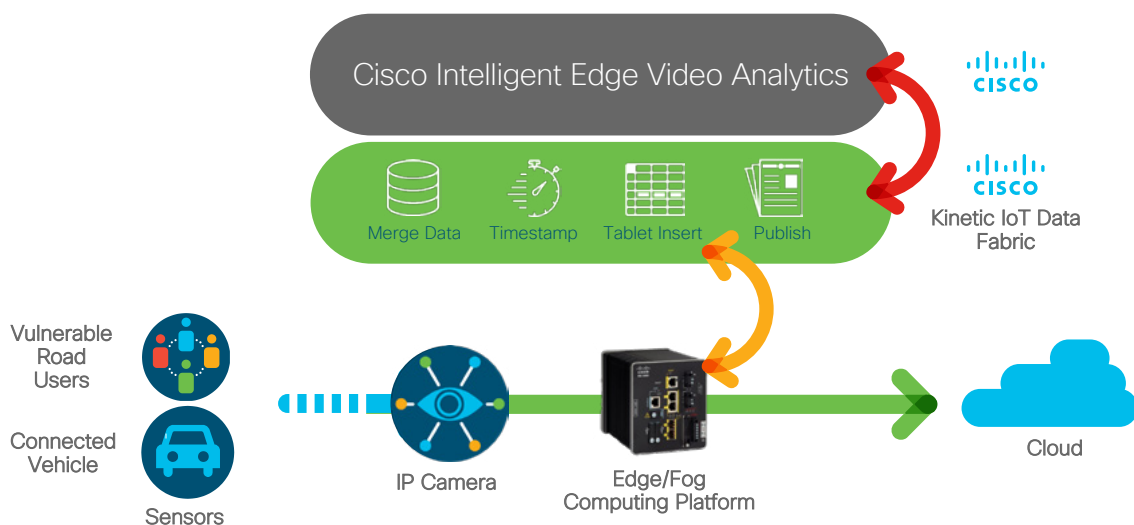 Cisco Intelligent Edge Video Analytics
CISCO
Merge Data
Timestamp
Tablet Insert
Publish
CISCO
Kinetic IoT Data
Fabric
Vulnerable
Road
Users
Connected
Vehicle
Sensors
IP Camera
Edge/Fog
Computing Platform
Cloud